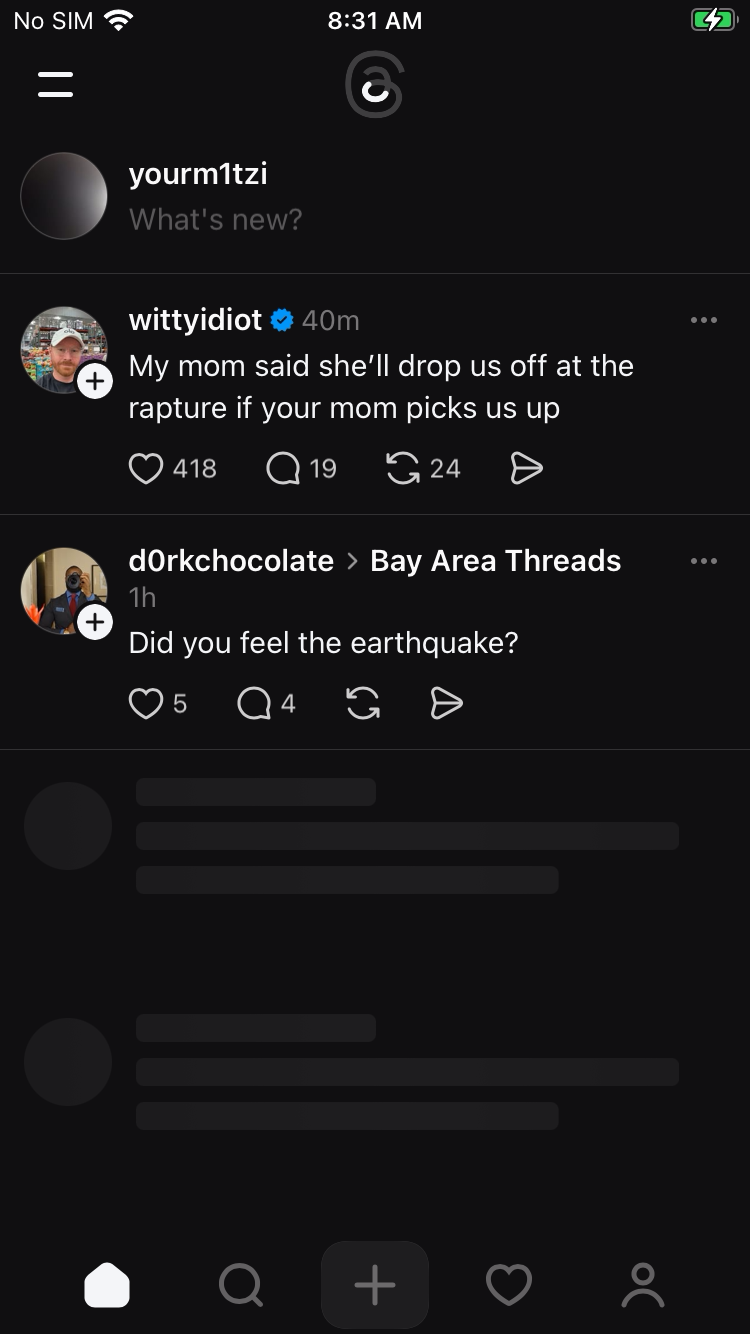 No SIM 8:31 AM
yourm1tzi
What's new?
wittyidiot 40m
My mom said she’ll drop us off at the
rapture if your mom picks us up
418 19 24
d0rkchocolate > Bay Area Threads
1h
Did you feel the earthquake?
5 4